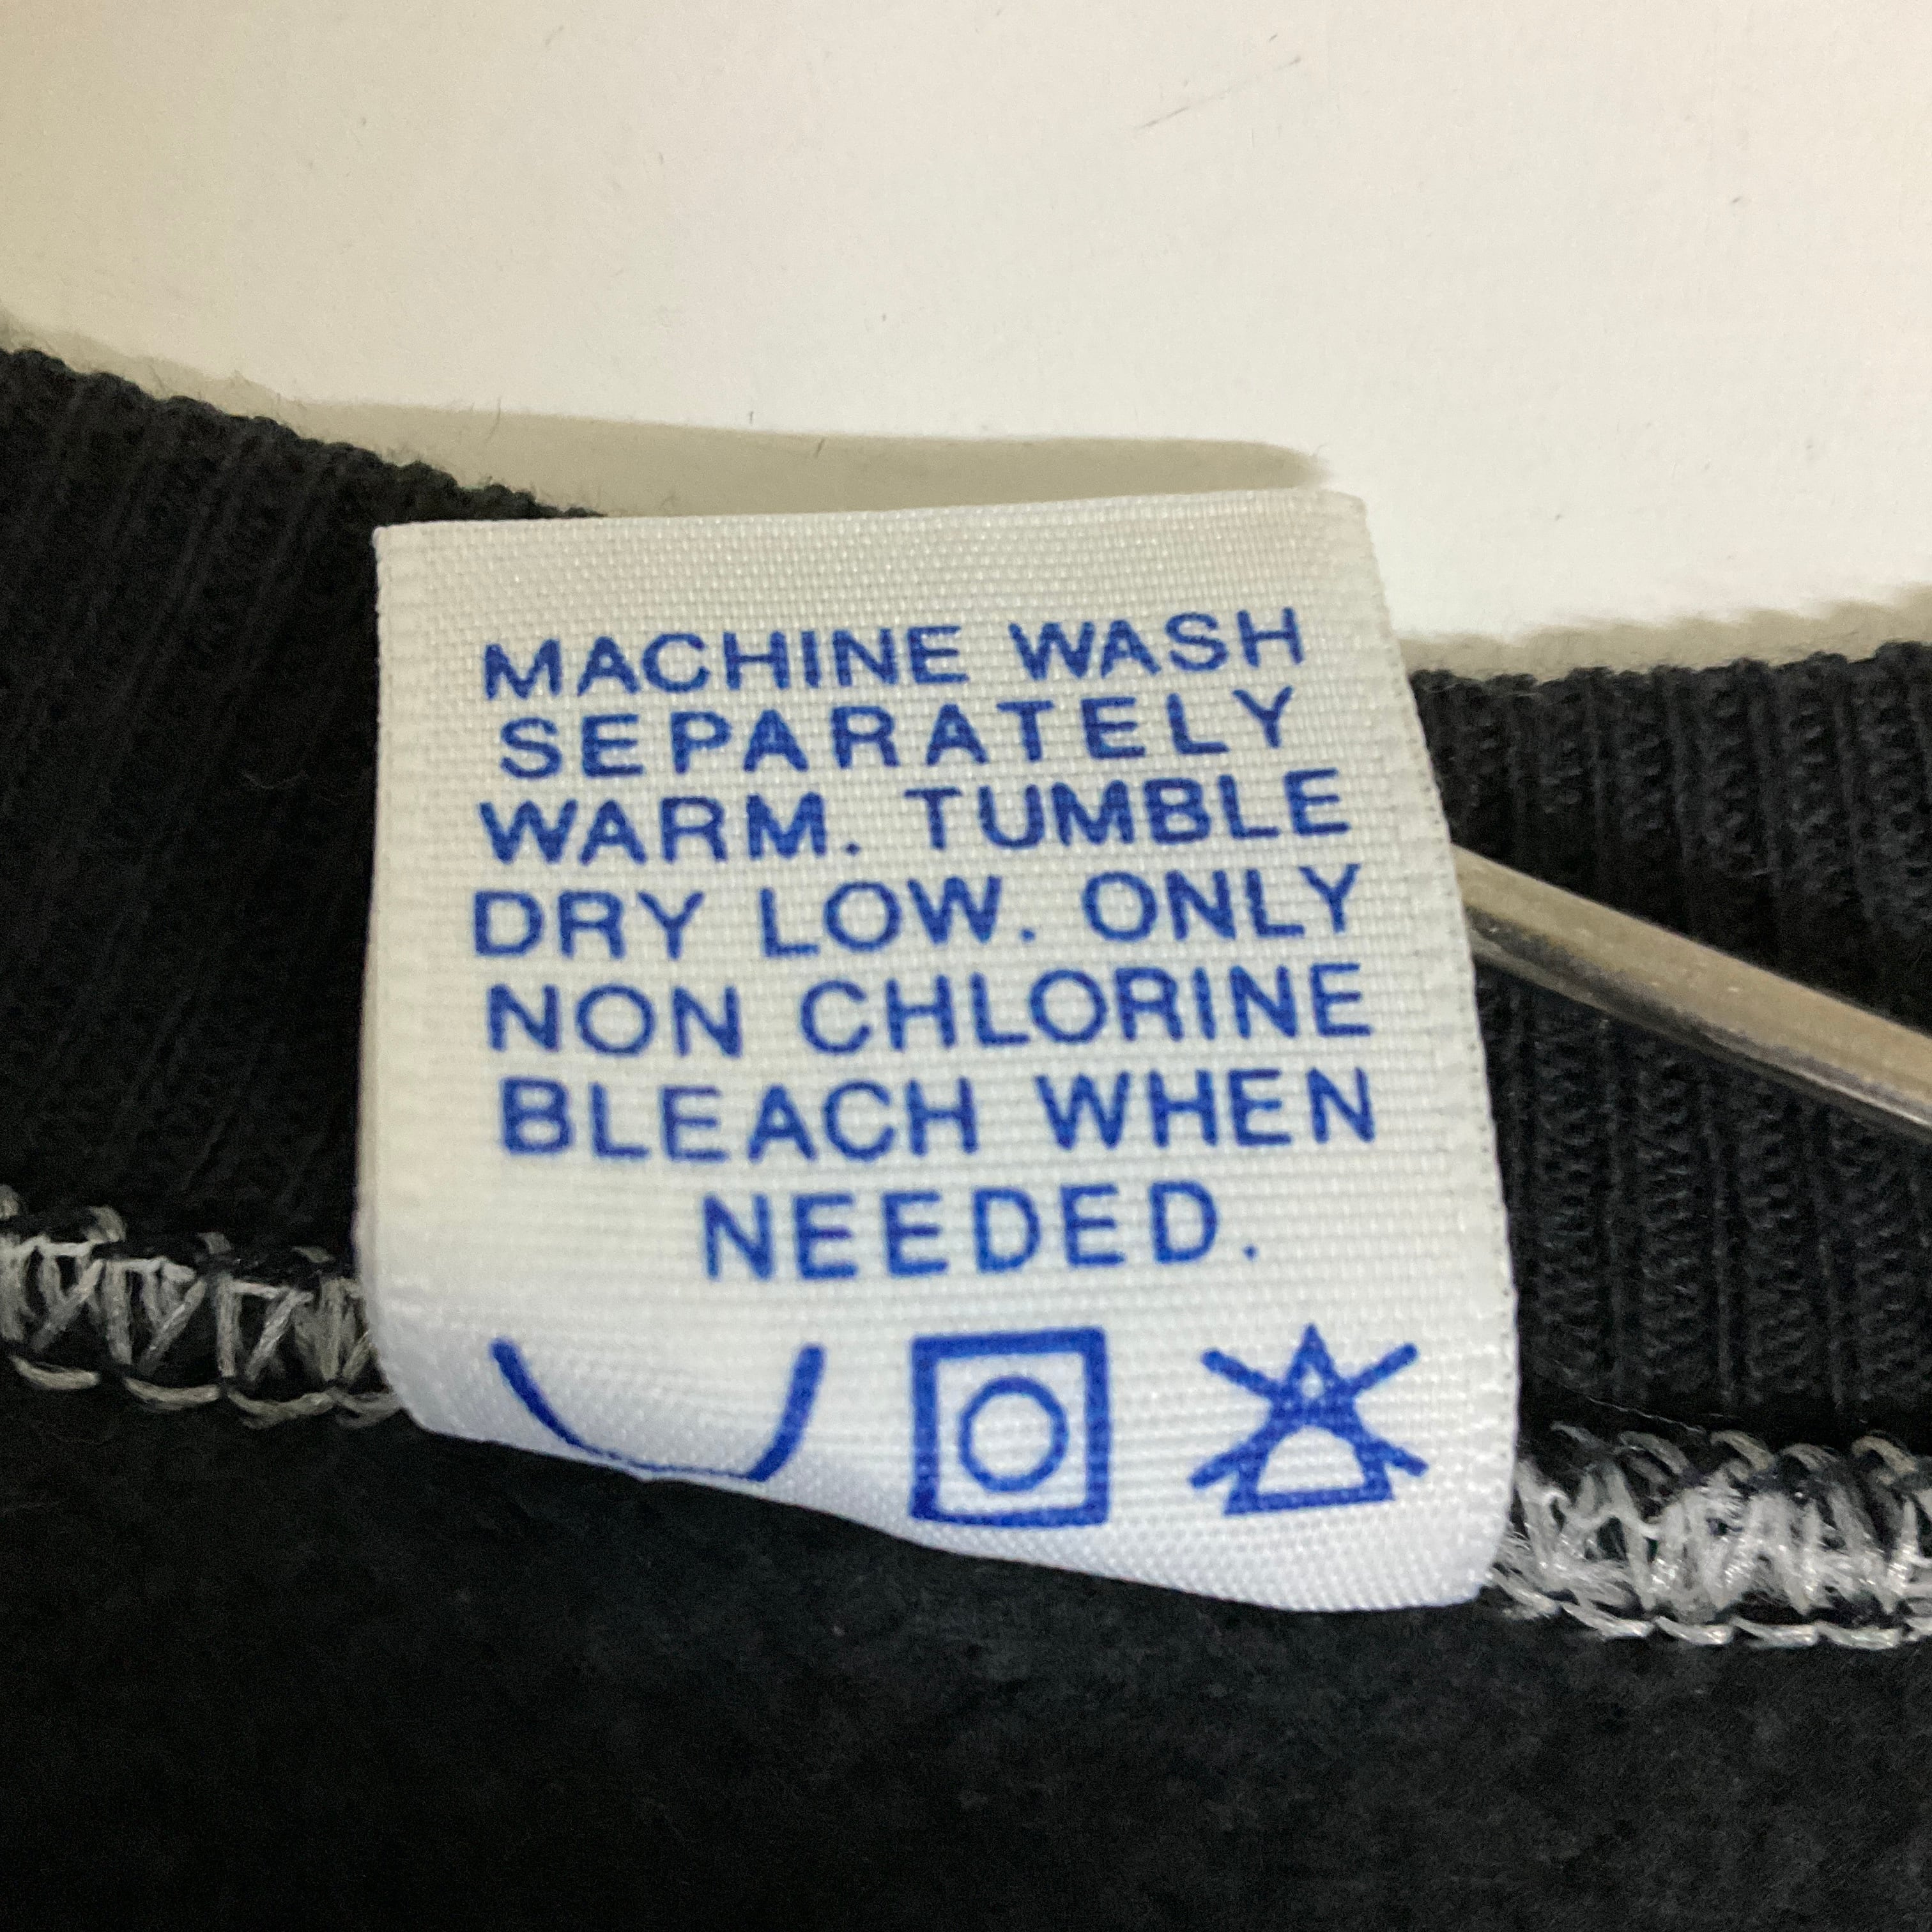 MACHINE WASH
SEPARATELY
WARM. TUMBLE
DRY LOW. ONLY
NON CHLORINE
BLEACH WHEN
NEEDED.